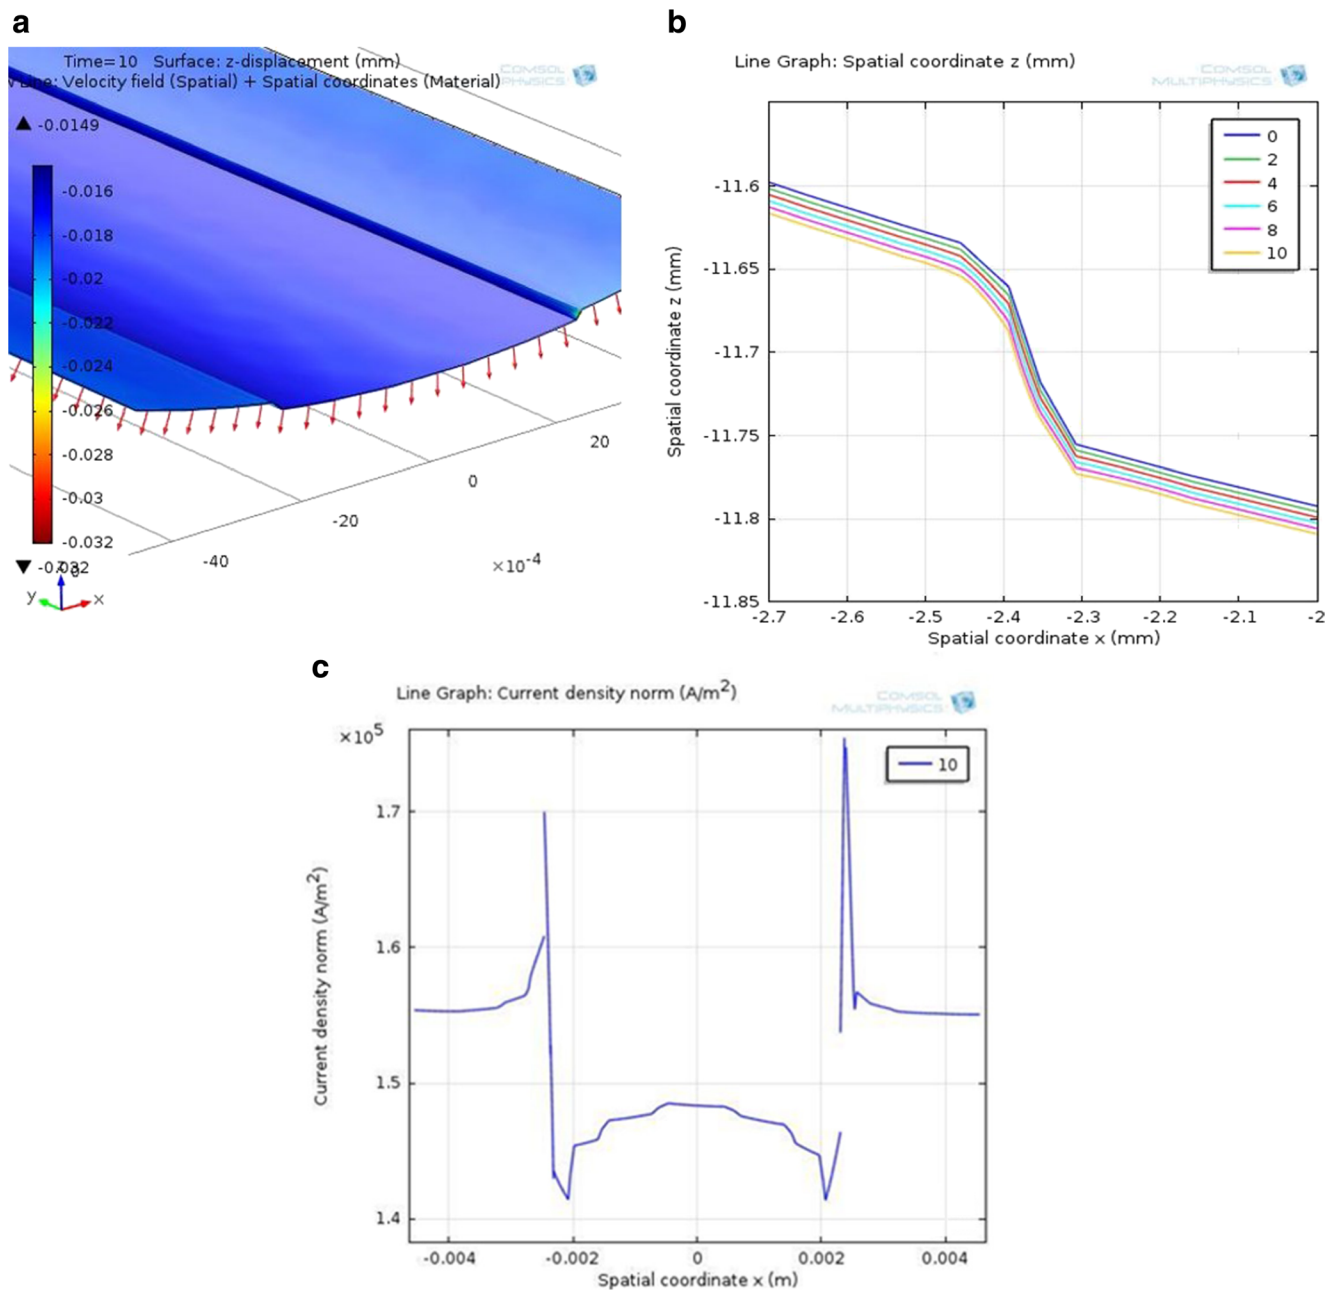 a
Time=10 Surface: z-displacement (mm)
Line: Velocity field (Spatial) + Spatial coordinates (Material)
COMSOL
MULTIPHYSICS
▲ -0.0149
-0.016
-0.018
-0.02
-0.022
-0.024
-0.026
-0.028
-0.03
-0.032
▼ -0.032
20
0
-20
-40
×10⁻⁴
z
y
x
b
Line Graph: Spatial coordinate z (mm)
COMSOL
MULTIPHYSICS
0
2
4
6
8
10
-11.6
-11.65
-11.7
-11.75
-11.8
-11.85
Spatial coordinate z (mm)
-2.7 -2.6 -2.5 -2.4 -2.3 -2.2 -2.1 -2
Spatial coordinate x (mm)
c
Line Graph: Current density norm (A/m²)
COMSOL
MULTIPHYSICS
×10⁵
10
1.7
1.6
1.5
1.4
Current density norm (A/m²)
-0.004 -0.002 0 0.002 0.004
Spatial coordinate x (m)